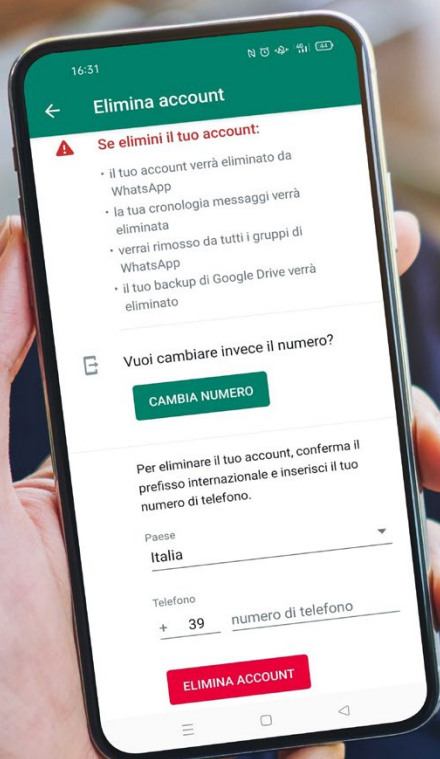 16:31
44
Elimina account
Se elimini il tuo account:
• il tuo account verrà eliminato da
WhatsApp
• la tua cronologia messaggi verrà
eliminata
• verrai rimosso da tutti i gruppi di
WhatsApp
• il tuo backup di Google Drive verrà
eliminato
Vuoi cambiare invece il numero?
CAMBIA NUMERO
Per eliminare il tuo account, conferma il
prefisso internazionale e inserisci il tuo
numero di telefono.
Paese
Italia
Telefono
+ 39 numero di telefono
ELIMINA ACCOUNT